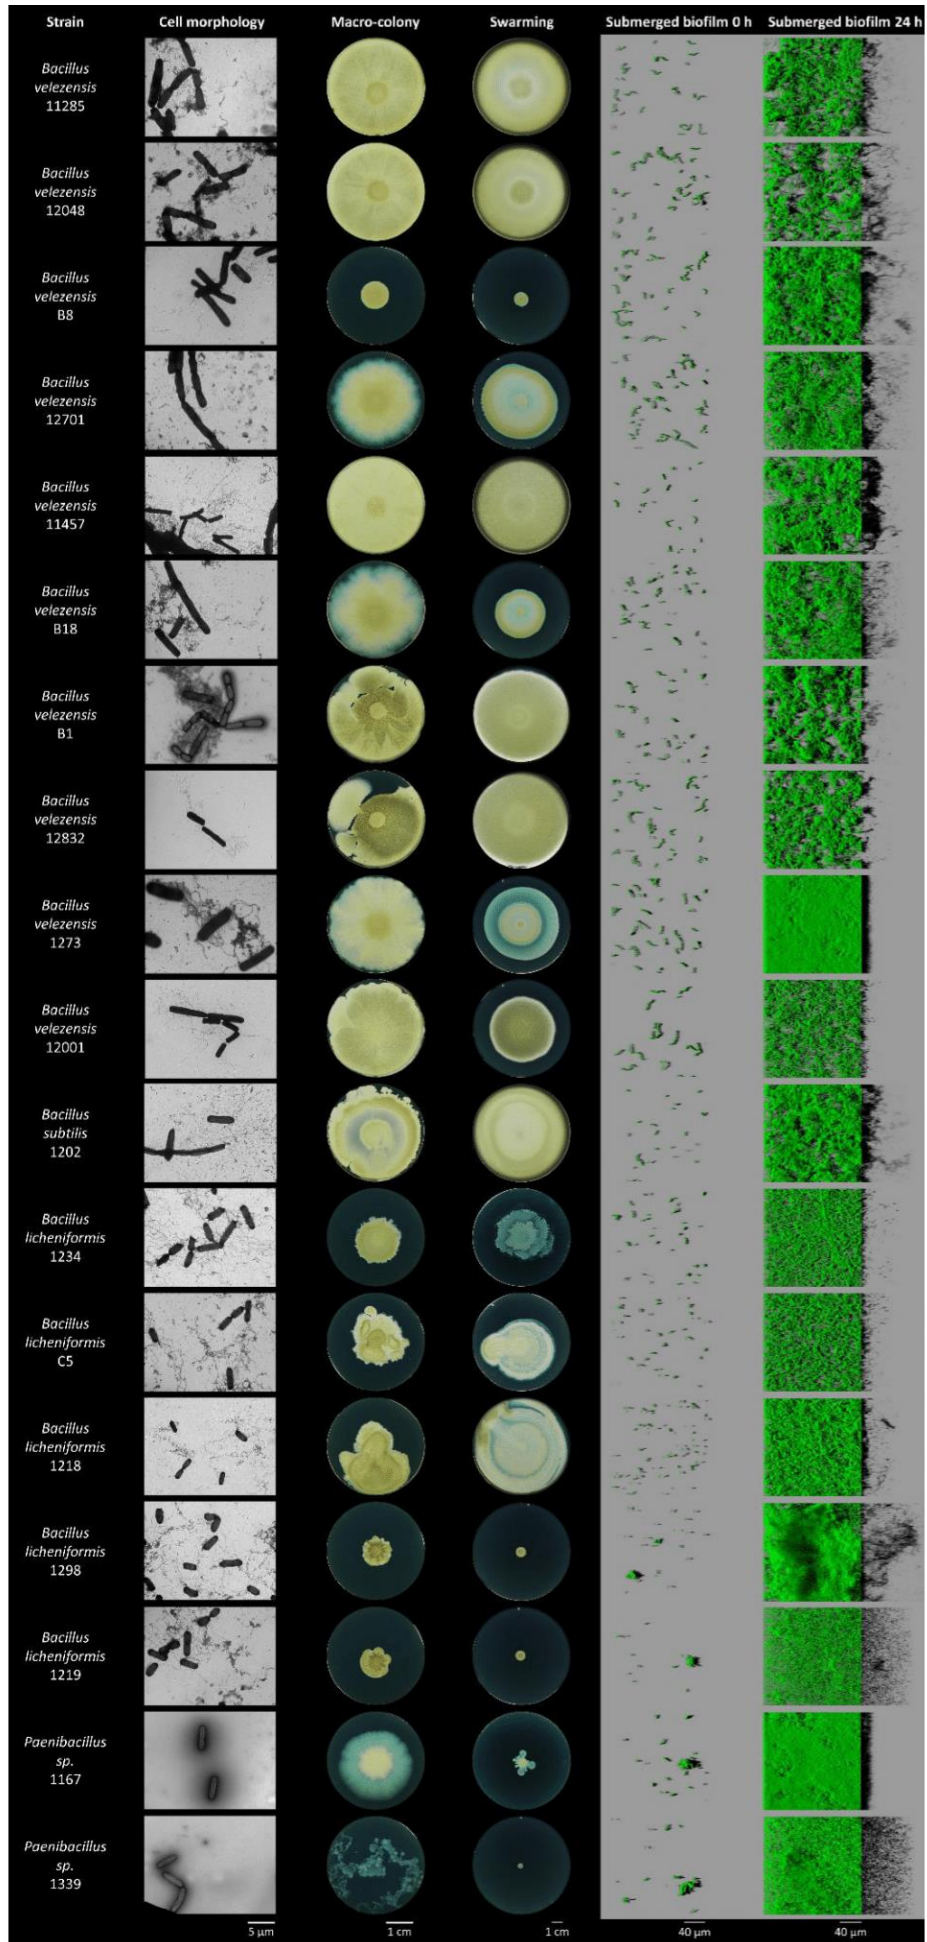 Strain Cell morphology Macro-colony Swarming Submerged biofilm 0 h Submerged biofilm 24 h
Bacillus
velezensis
11285
Bacillus
velezensis
12048
Bacillus
velezensis
B8
Bacillus
velezensis
12701
Bacillus
velezensis
11457
Bacillus
velezensis
B18
Bacillus
velezensis
B1
Bacillus
velezensis
12832
Bacillus
velezensis
1273
Bacillus
velezensis
12001
Bacillus
subtilis
1202
Bacillus
licheniformis
1234
Bacillus
licheniformis
C5
Bacillus
licheniformis
1218
Bacillus
licheniformis
1298
Bacillus
licheniformis
1219
Paenibacillus
sp.
1167
Paenibacillus
sp.
1339
5 µm 1 cm 1 cm 40 µm 40 µm